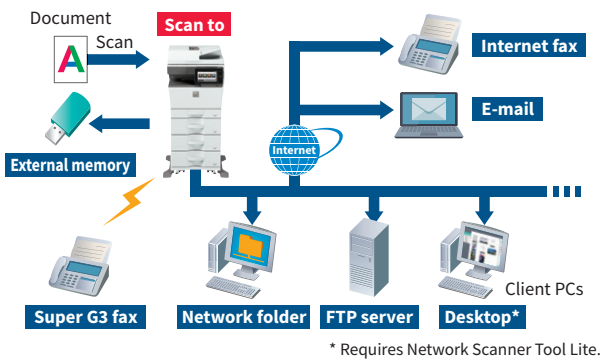 Document
Scan
Scan to
Internet fax
A
E-mail
Internet
External memory
Client PCs
Super G3 fax
Network folder
FTP server
Desktop*
* Requires Network Scanner Tool Lite.